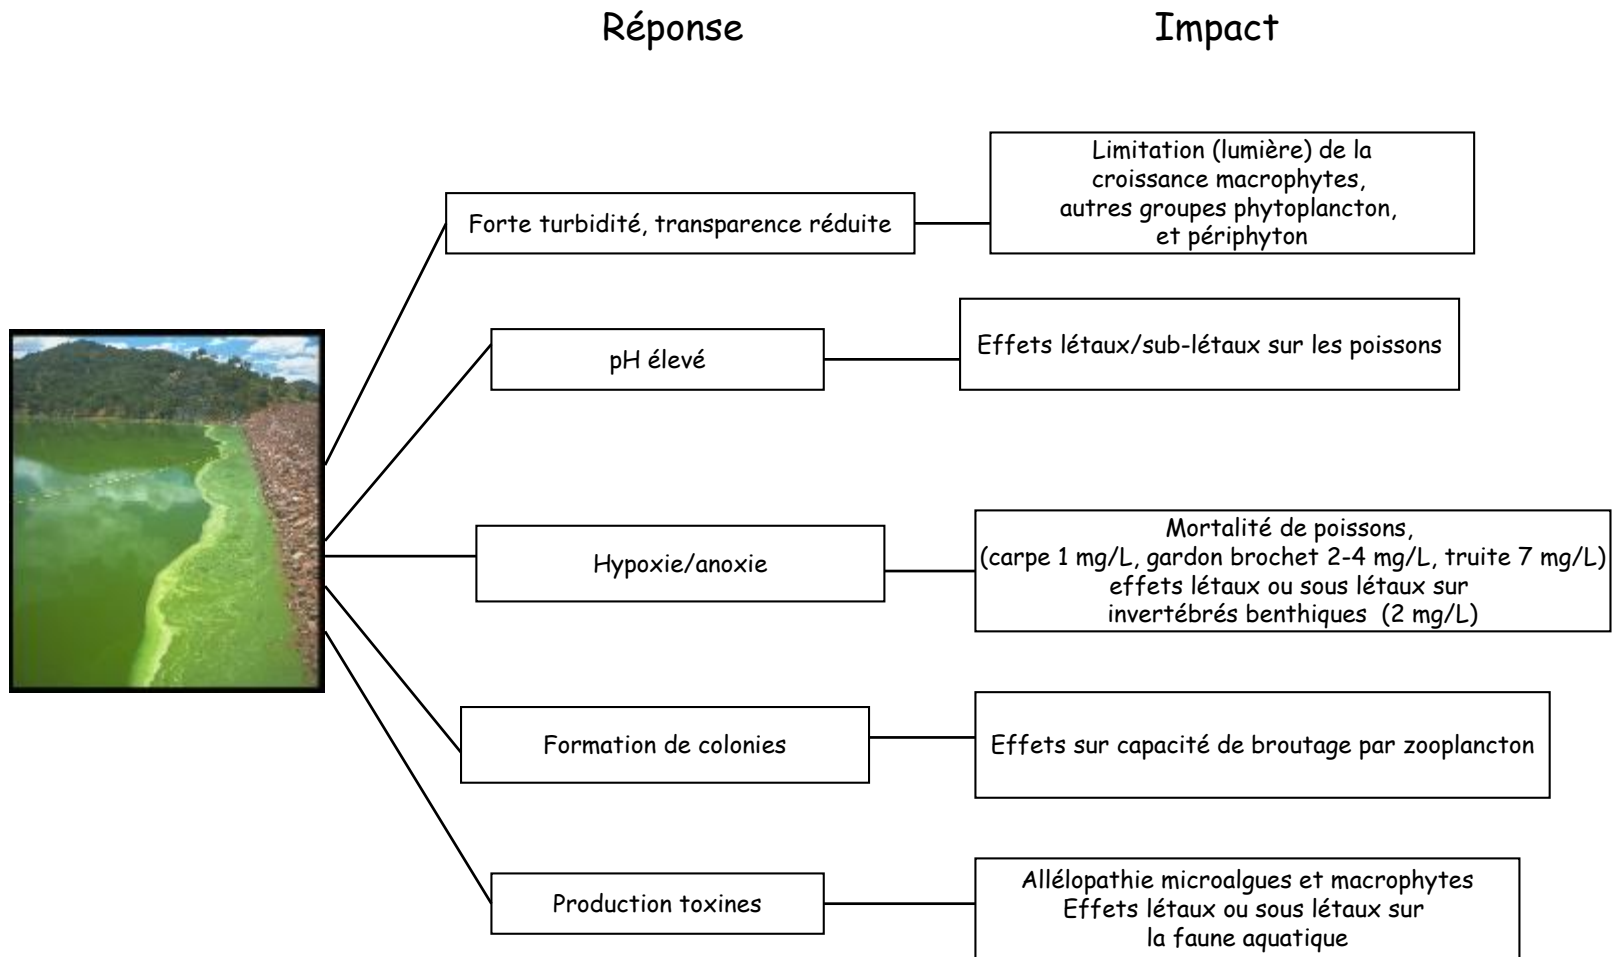 Réponse
Impact
Forte turbidité, transparence réduite
Limitation (lumière) de la
croissance macrophytes,
autres groupes phytoplancton,
et périphyton
pH élevé
Effets létaux/sub-létaux sur les poissons
Hypoxie/anoxie
Mortalité de poissons,
(carpe 1 mg/L, gardon brochet 2-4 mg/L, truite 7 mg/L)
effets létaux ou sous létaux sur
invertébrés benthiques (2 mg/L)
Formation de colonies
Effets sur capacité de broutage par zooplancton
Production toxines
Allélopathie microalgues et macrophytes
Effets létaux ou sous létaux sur
la faune aquatique